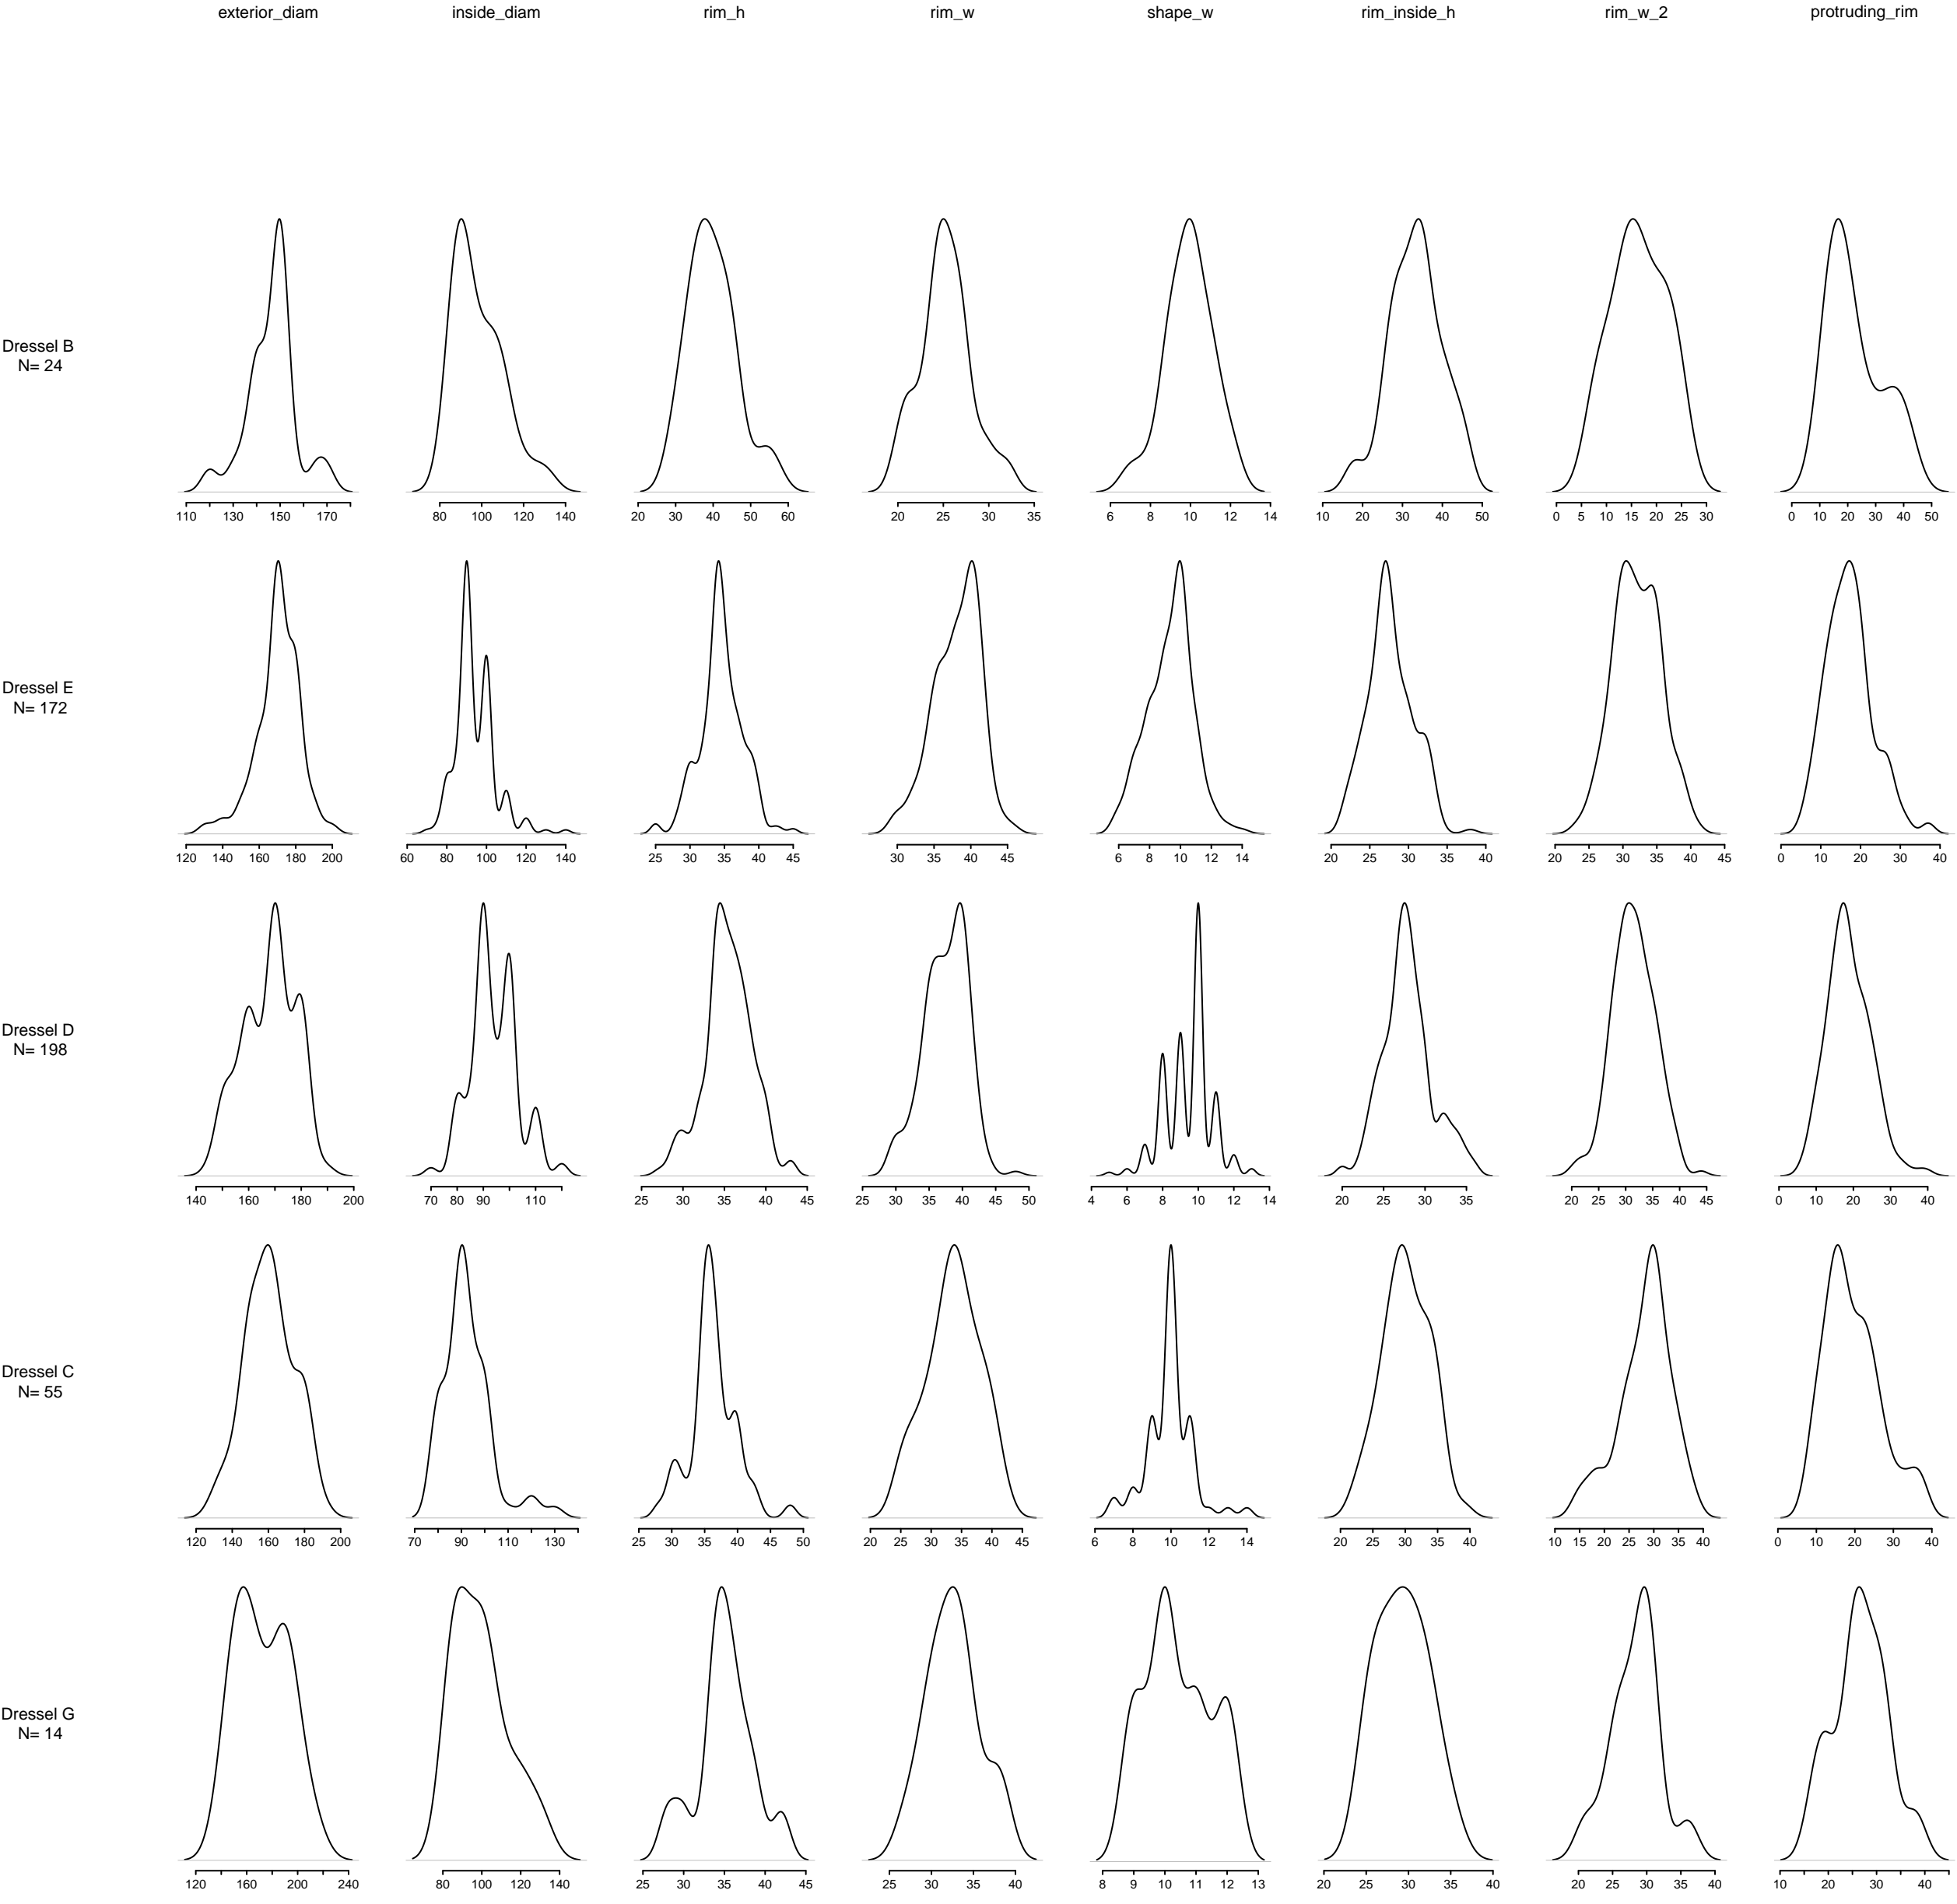 exterior_diam inside_diam rim_h rim_w shape_w rim_inside_h rim_w_2 protruding_rim
Dressel B
N= 24
110 130 150 170 80 100 120 140 20 30 40 50 60 20 25 30 35 6 8 10 12 14 10 20 30 40 50 0 5 10 15 20 25 30 0 10 20 30 40 50
Dressel E
N= 172
120 140 160 180 200 60 80 100 120 140 25 30 35 40 45 30 35 40 45 6 8 10 12 14 20 25 30 35 40 20 25 30 35 40 45 0 10 20 30 40
Dressel D
N= 198
140 160 180 200 70 80 90 110 25 30 35 40 45 25 30 35 40 45 50 4 6 8 10 12 14 20 25 30 35 20 25 30 35 40 45 0 10 20 30 40
Dressel C
N= 55
120 140 160 180 200 70 90 110 130 25 30 35 40 45 50 20 25 30 35 40 45 6 8 10 12 14 20 25 30 35 40 10 15 20 25 30 35 40 0 10 20 30 40
Dressel G
N= 14
120 160 200 240 80 100 120 140 25 30 35 40 45 25 30 35 40 8 9 10 11 12 13 20 25 30 35 40 20 25 30 35 40 10 20 30 40